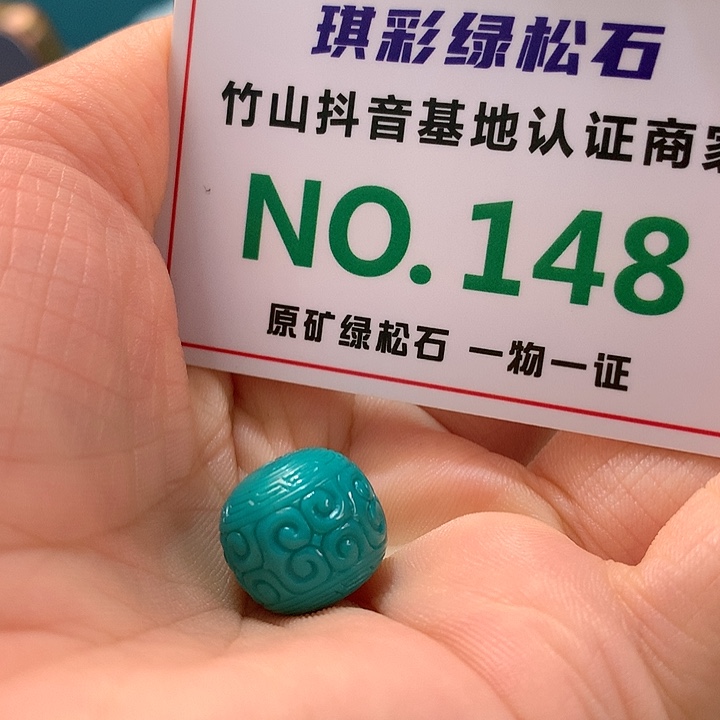 琪彩绿松石
竹山抖音基地认证商家
NO.148
原矿绿松石 一物一证